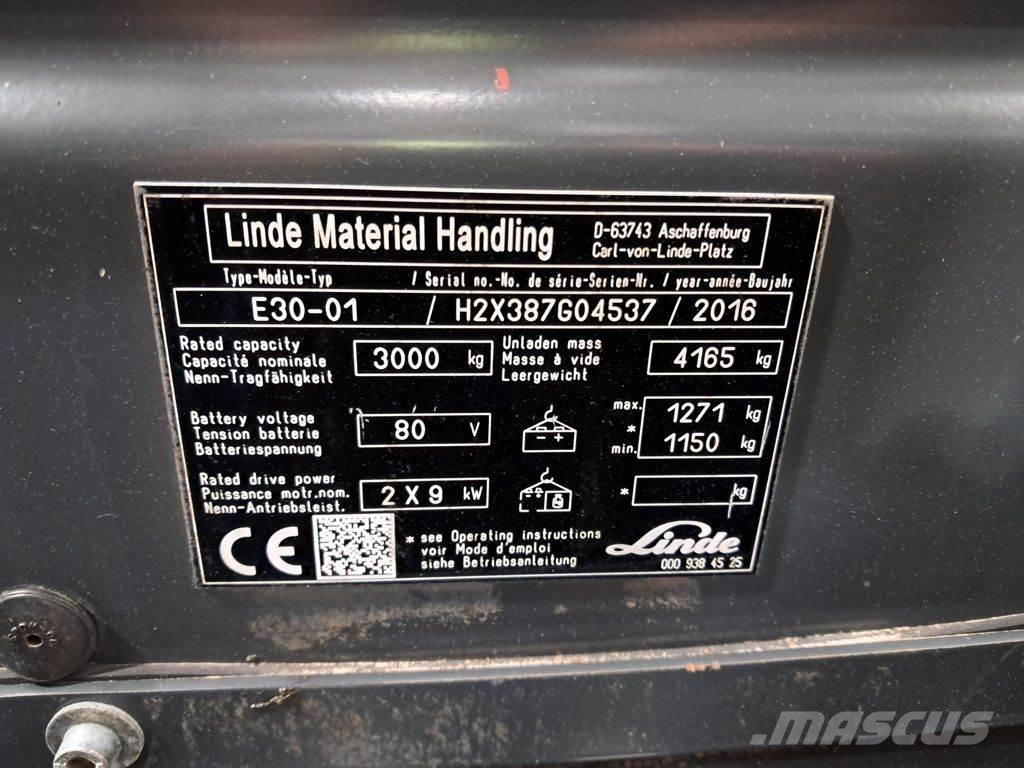 Linde Material Handling
D-63743 Aschaffenburg
Carl-von-Linde-Platz
Type-Modèle-Typ / Serial no.-No. de série-Serien-Nr. / year-année-Baujahr
E30-01 / H2X387G04537 / 2016
Rated capacity
Capacité nominale
Nenn-Tragfähigkeit
3000 kg
Unladen mass
Masse à vide
Leergewicht
4165 kg
Battery voltage
Tension batterie
Batteriespannung
80 V
- +
max. 1271 kg
*
min. 1150 kg
Rated drive power
Puissance motr.nom.
Nenn-Antriebsleist.
2 X 9 kW
* kg
CE
* see Operating instructions
voir Mode d'emploi
siehe Betriebsanleitung
Linde
000 938 45 25
MASCUS